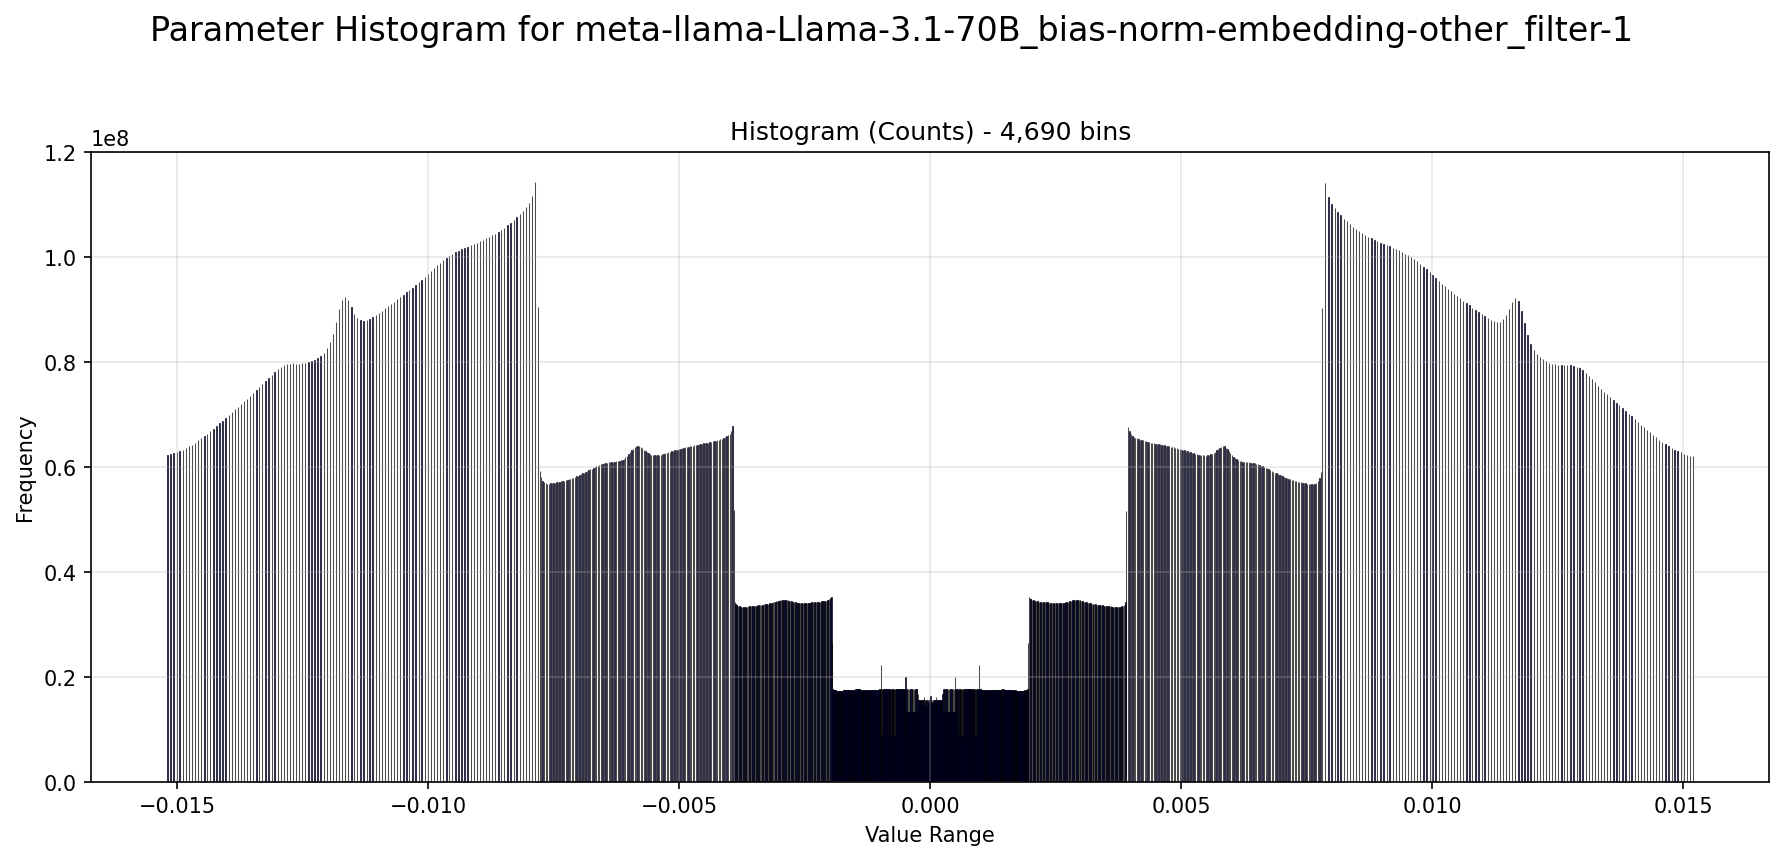 Parameter Histogram for meta-llama-Llama-3.1-70B_bias-norm-embedding-other_filter-1
Histogram (Counts) - 4,690 bins
1e8
1.2
1.0
0.8
0.6
0.4
0.2
0.0
Frequency
−0.015 −0.010 −0.005 0.000 0.005 0.010 0.015
Value Range